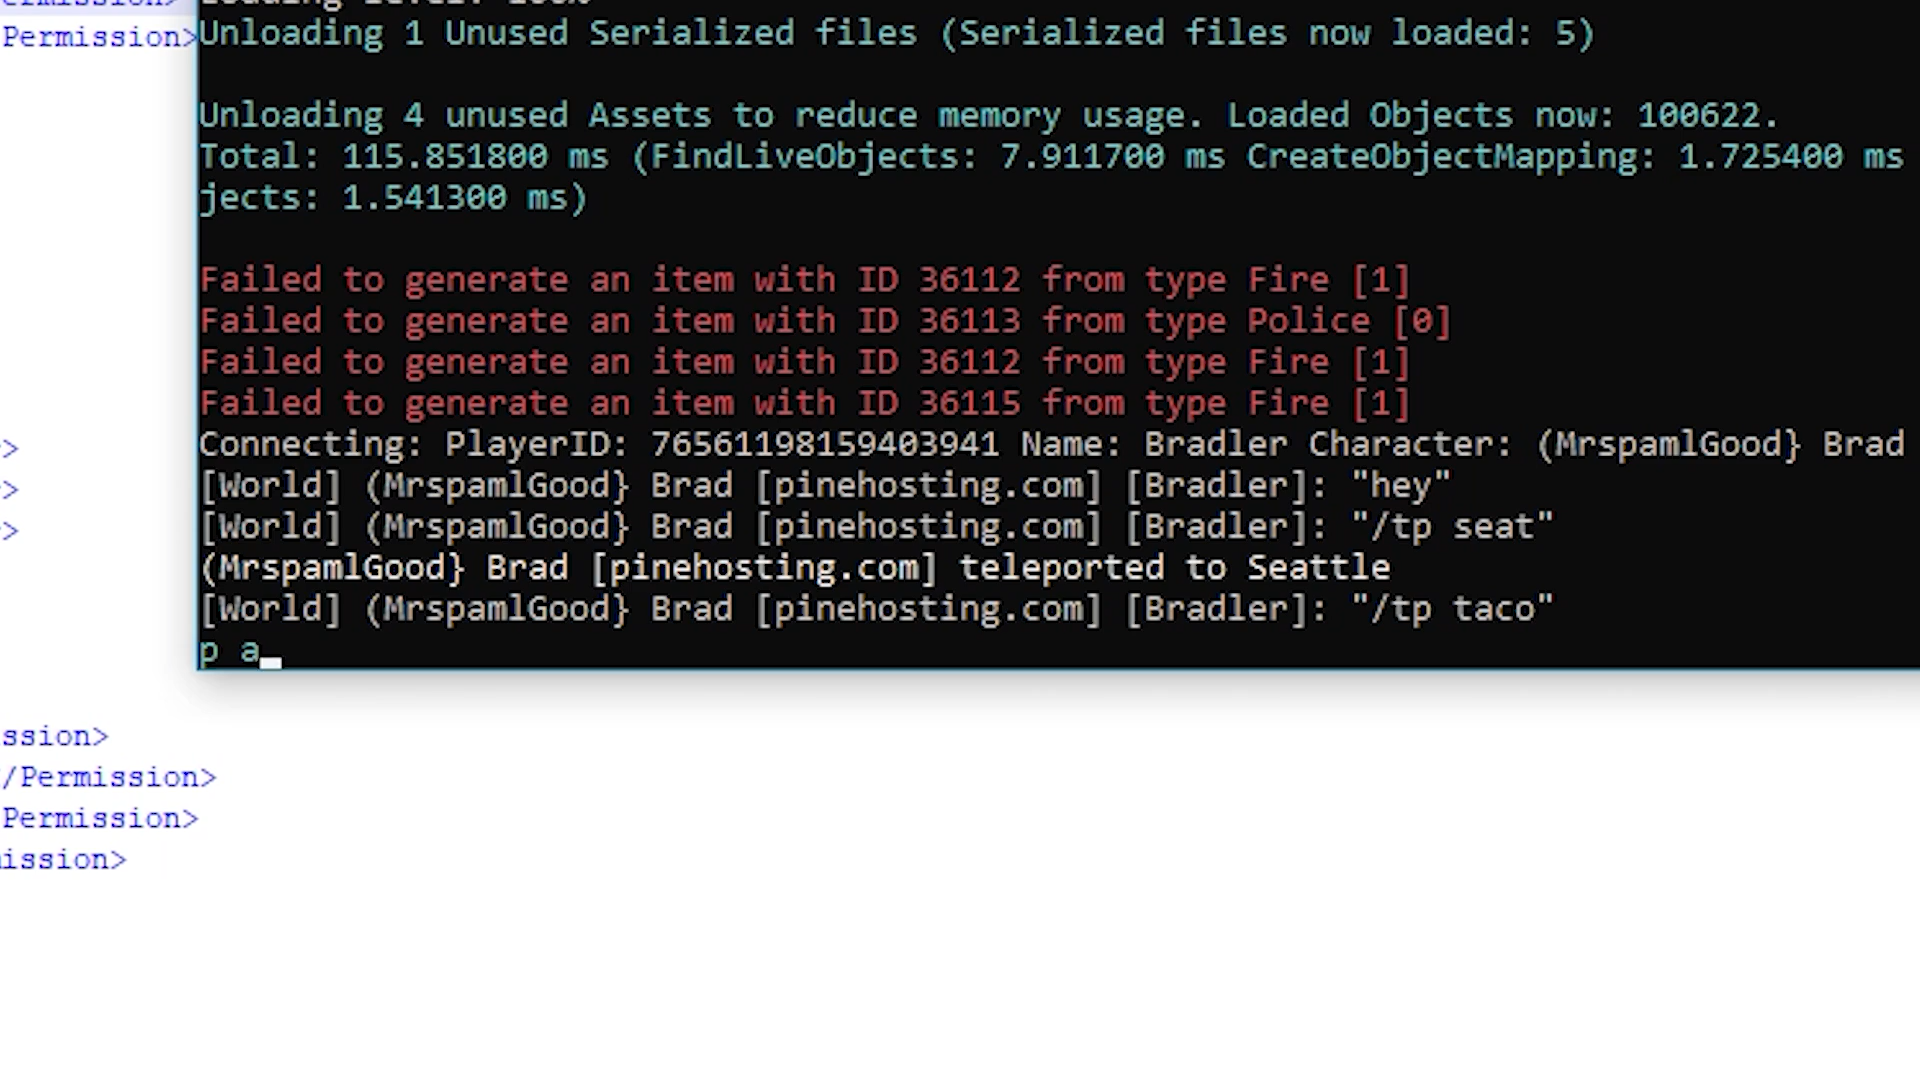 Permission>
Unloading 1 Unused Serialized files (Serialized files now loaded: 5)
Unloading 4 unused Assets to reduce memory usage. Loaded Objects now: 100622.
Total: 115.851800 ms (FindLiveObjects: 7.911700 ms CreateObjectMapping: 1.725400 ms
jects: 1.541300 ms)
Failed to generate an item with ID 36112 from type Fire [1]
Failed to generate an item with ID 36113 from type Police [0]
Failed to generate an item with ID 36112 from type Fire [1]
Failed to generate an item with ID 36115 from type Fire [1]
Connecting: PlayerID: 76561198159403941 Name: Bradler Character: (MrspamlGood} Brad
[World] (MrspamlGood} Brad [pinehosting.com] [Bradler]: "hey"
[World] (MrspamlGood} Brad [pinehosting.com] [Bradler]: "/tp seat"
(MrspamlGood} Brad [pinehosting.com] teleported to Seattle
[World] (MrspamlGood} Brad [pinehosting.com] [Bradler]: "/tp taco"
p a
ssion>
/Permission>
Permission>
ission>